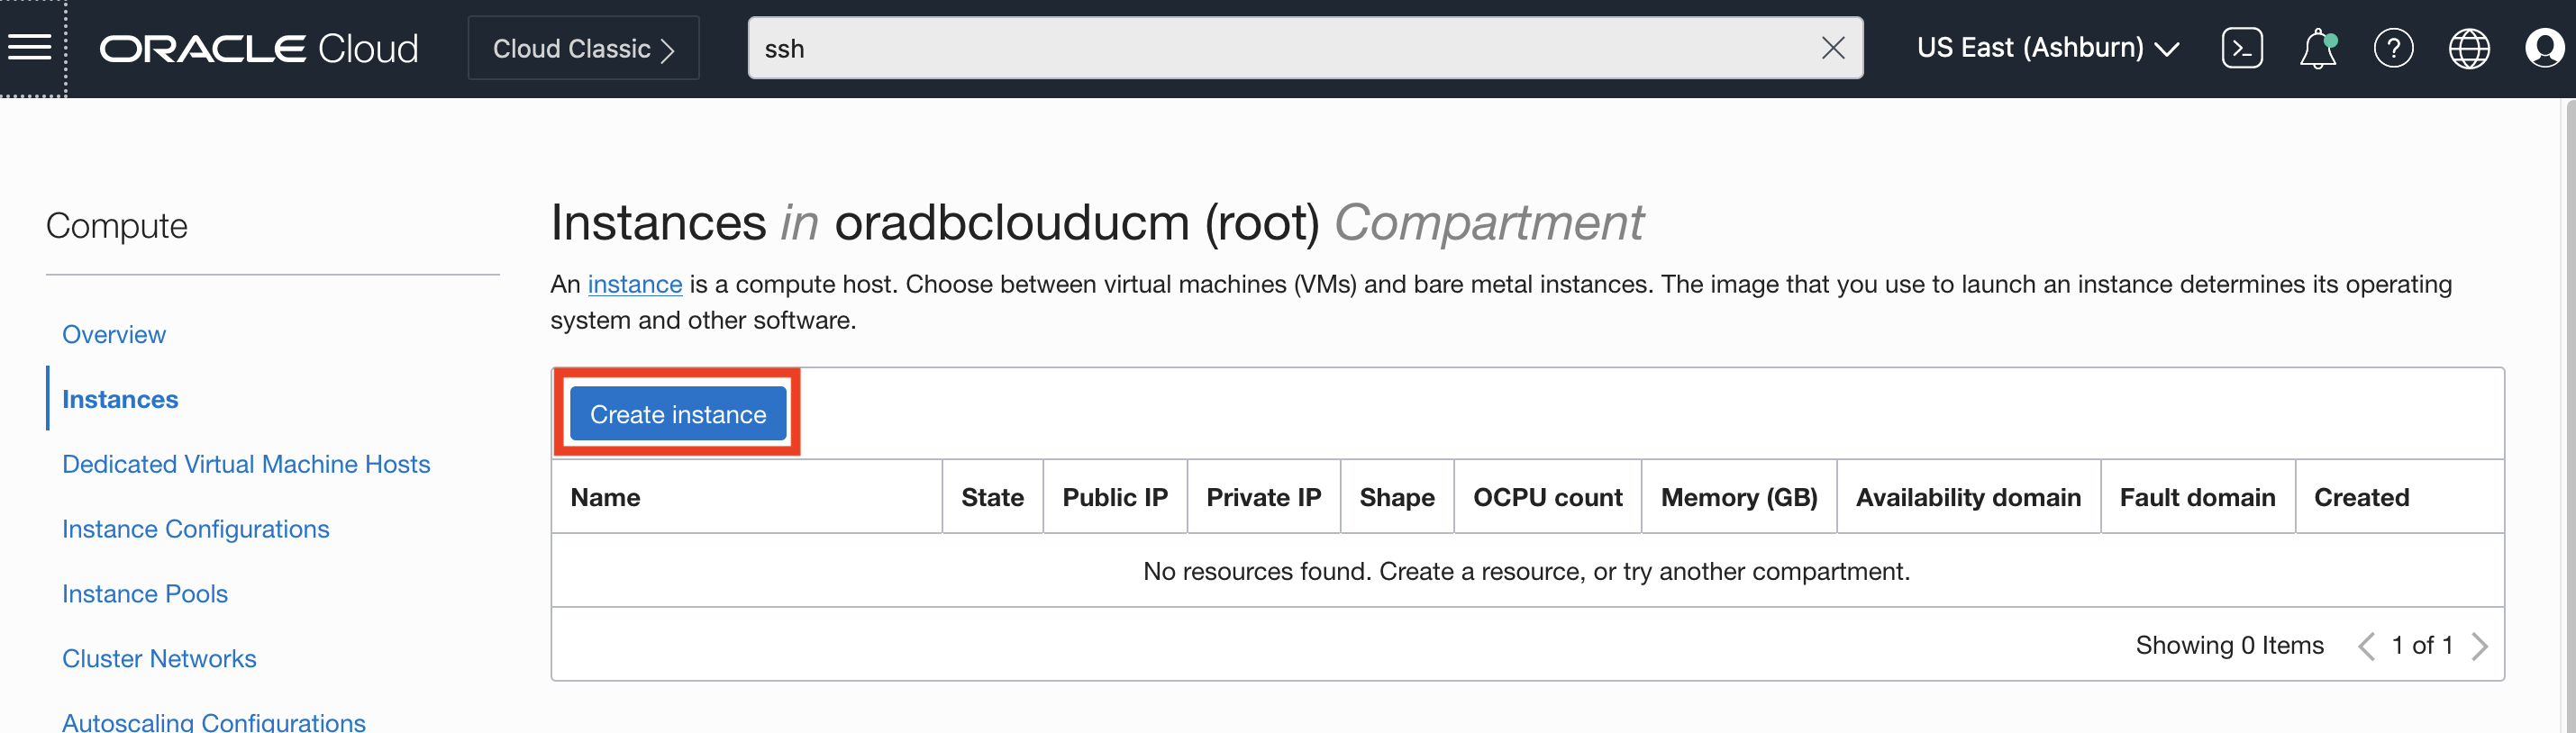 ORACLE Cloud
Cloud Classic
ssh
US East (Ashburn)
Compute
Overview
Instances
Dedicated Virtual Machine Hosts
Instance Configurations
Instance Pools
Cluster Networks
Autoscaling Configurations
Instances in oradbclouducm (root) Compartment
An instance is a compute host. Choose between virtual machines (VMs) and bare metal instances. The image that you use to launch an instance determines its operating
system and other software.
Create instance
Name State Public IP Private IP Shape OCPU count Memory (GB) Availability domain Fault domain Created
No resources found. Create a resource, or try another compartment.
Showing 0 Items < 1 of 1 >